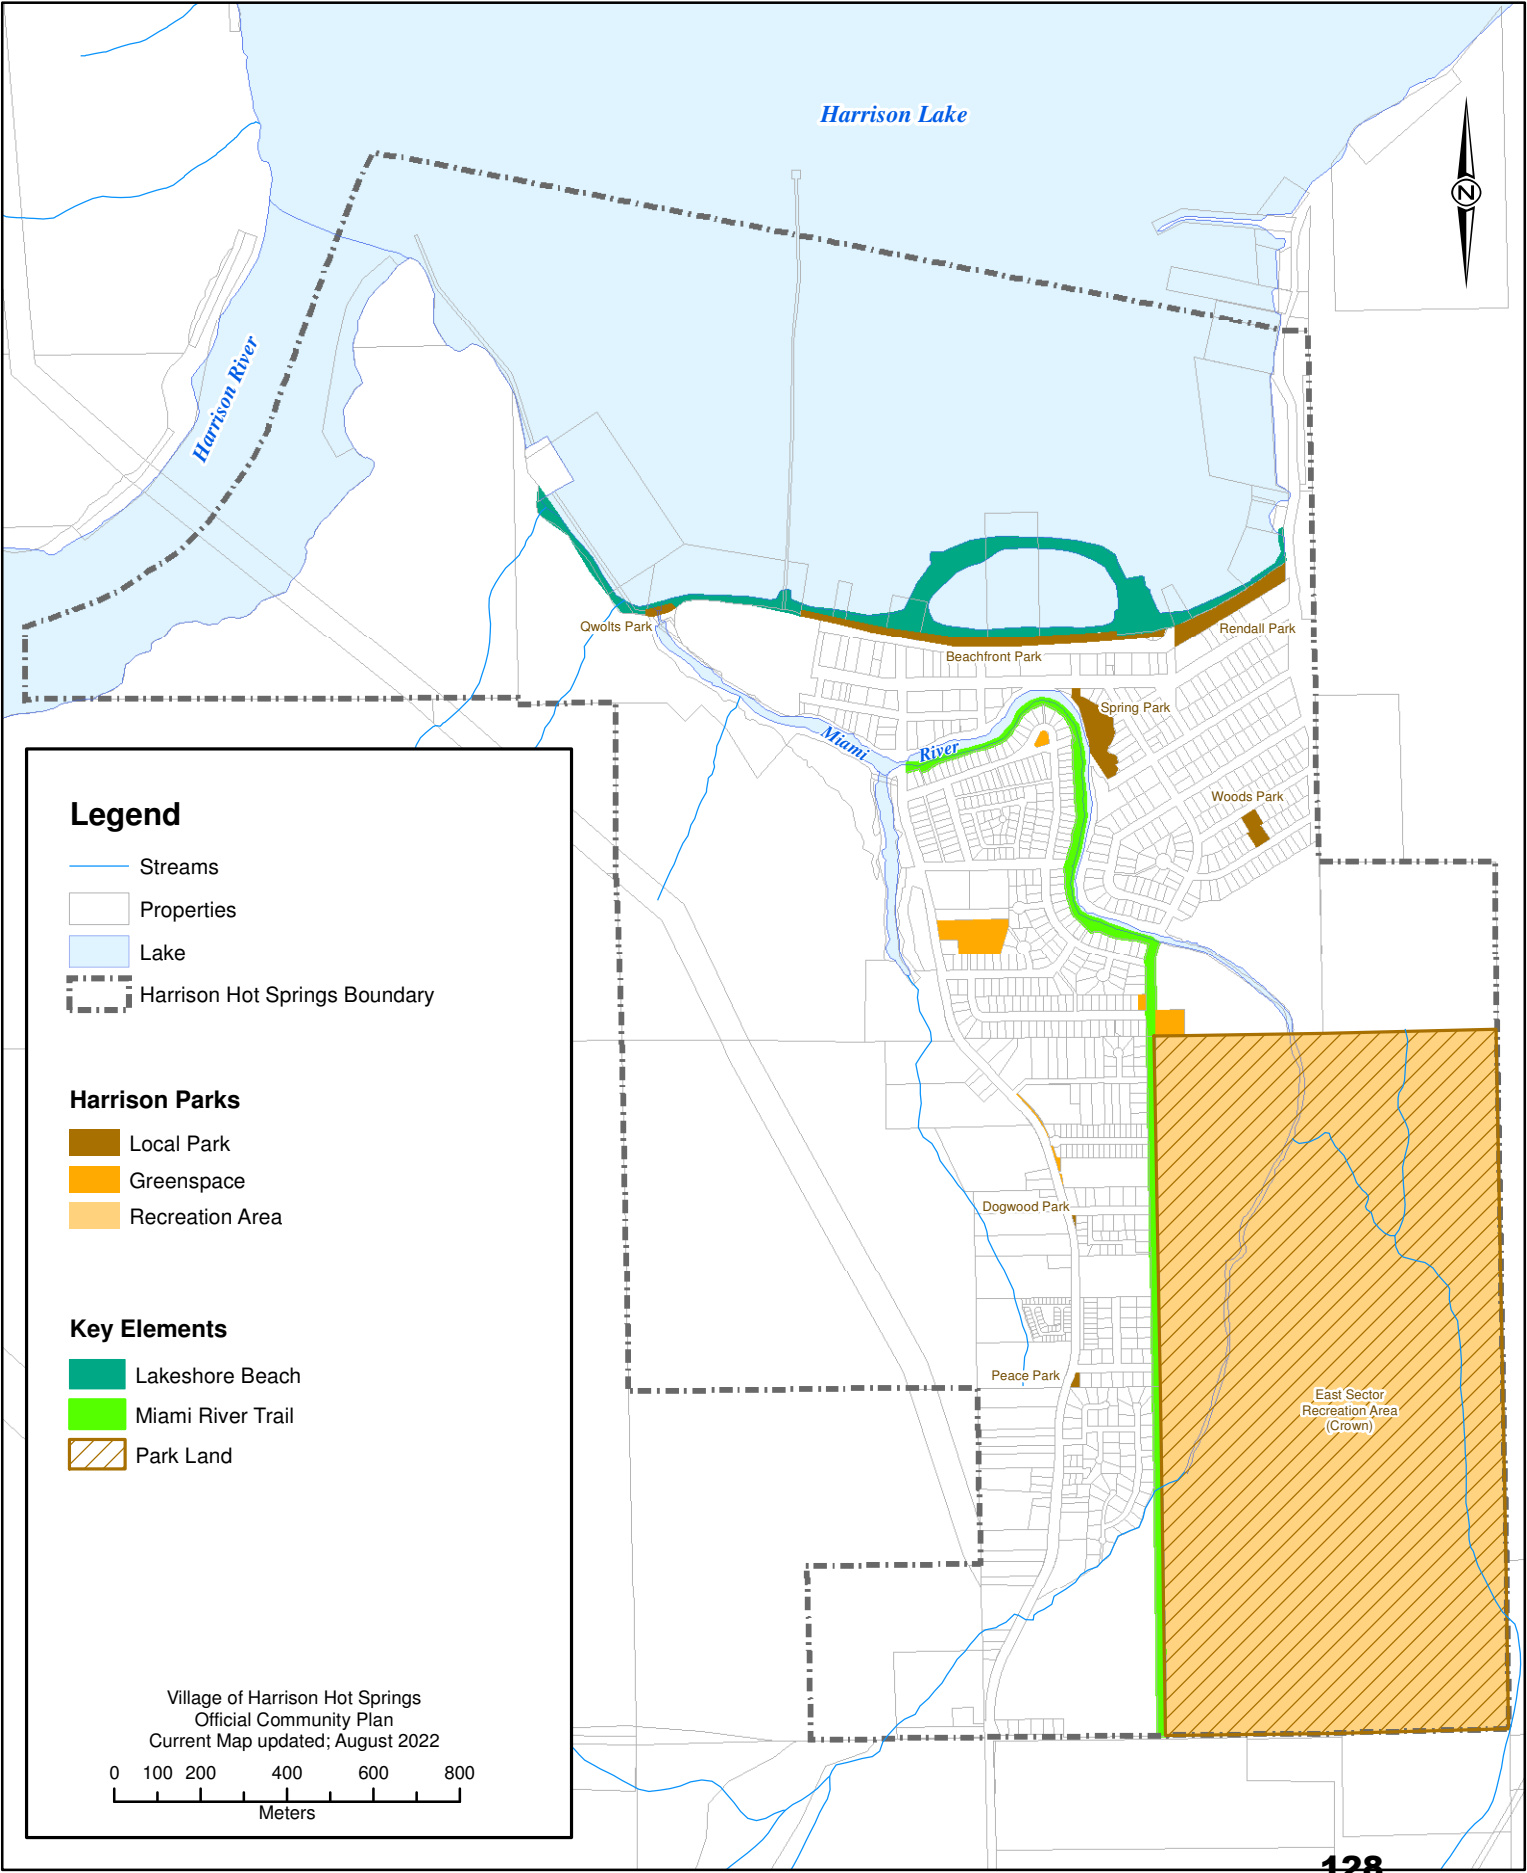 Harrison Lake
N
Harrison River
Qwolts Park
Beachfront Park
Rendall Park
Spring Park
Miami River
Woods Park
Dogwood Park
Peace Park
East Sector
Recreation Area
(Crown)
Legend
Streams
Properties
Lake
Harrison Hot Springs Boundary
Harrison Parks
Local Park
Greenspace
Recreation Area
Key Elements
Lakeshore Beach
Miami River Trail
Park Land
Village of Harrison Hot Springs
Official Community Plan
Current Map updated; August 2022
0 100 200 400 600 800
Meters
128